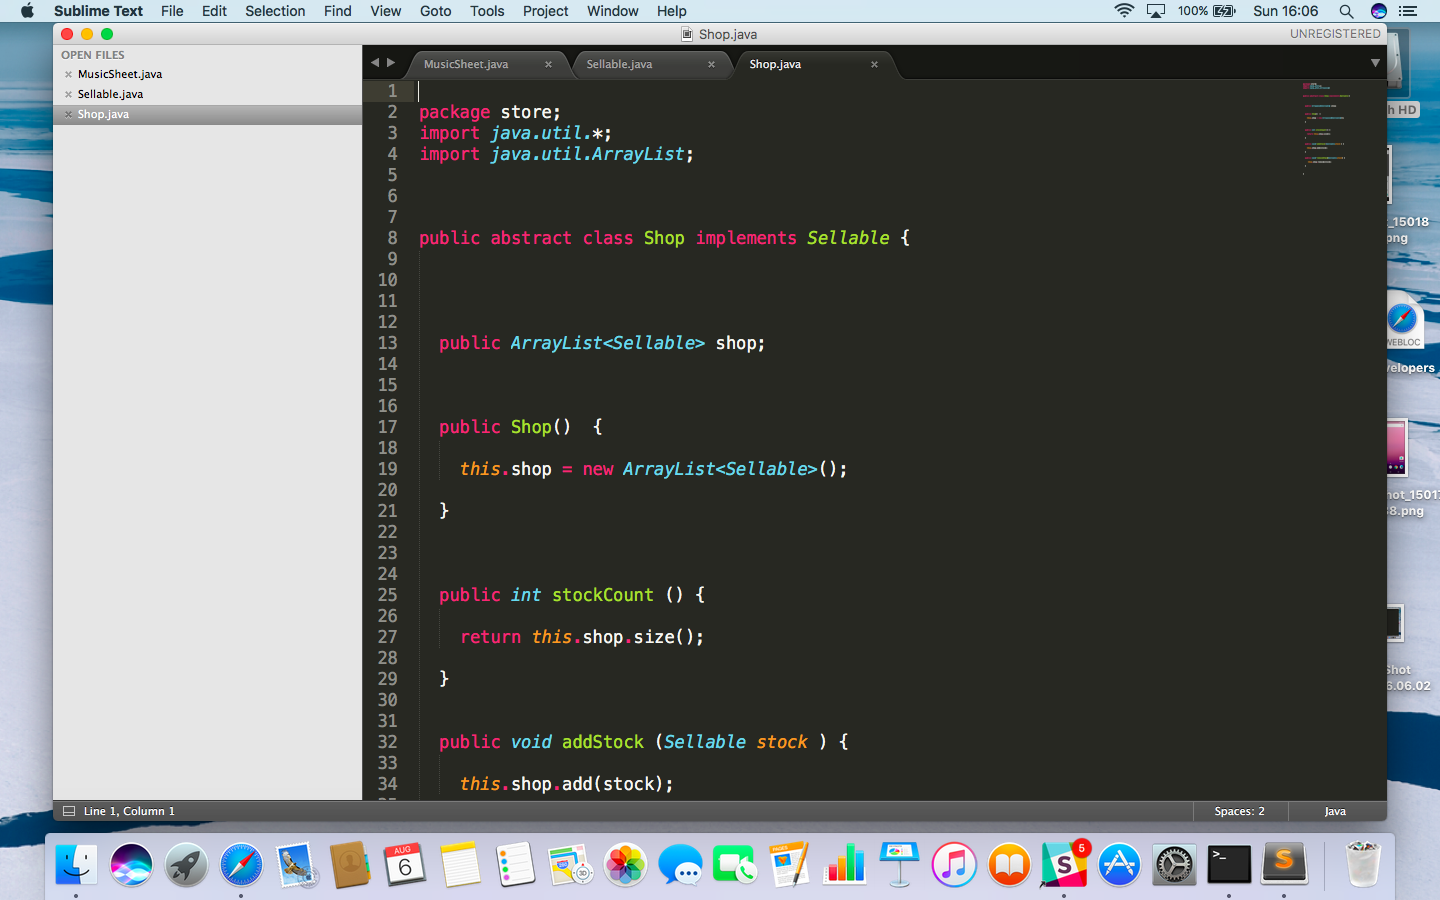 Sublime Text File Edit Selection Find View Goto Tools Project Window Help 100% Sun 16:06
Shop.java UNREGISTERED
OPEN FILES
MusicSheet.java
Sellable.java
Shop.java
MusicSheet.java Sellable.java Shop.java
1
2 package store;
3 import java.util.*;
4 import java.util.ArrayList;
5
6
7
8 public abstract class Shop implements Sellable {
9
10
11
12
13 public ArrayList<Sellable> shop;
14
15
16
17 public Shop()  {
18
19 this.shop = new ArrayList<Sellable>();
20
21 }
22
23
24
25 public int stockCount () {
26
27 return this.shop.size();
28
29 }
30
31
32 public void addStock (Sellable stock ) {
33
34 this.shop.add(stock);
Line 1, Column 1 Spaces: 2 Java
h HD
_15018
png
WEBLOC
velopers
not_1501
8.png
Shot
6.06.02
AUG
6
3D
PAGES
5
S
>_
S